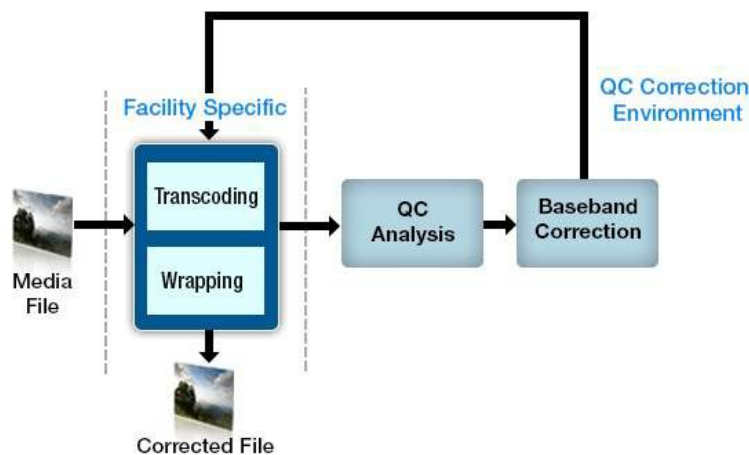 Facility Specific
QC Correction
Environment
Transcoding
Wrapping
QC
Analysis
Baseband
Correction
Media
File
Corrected File